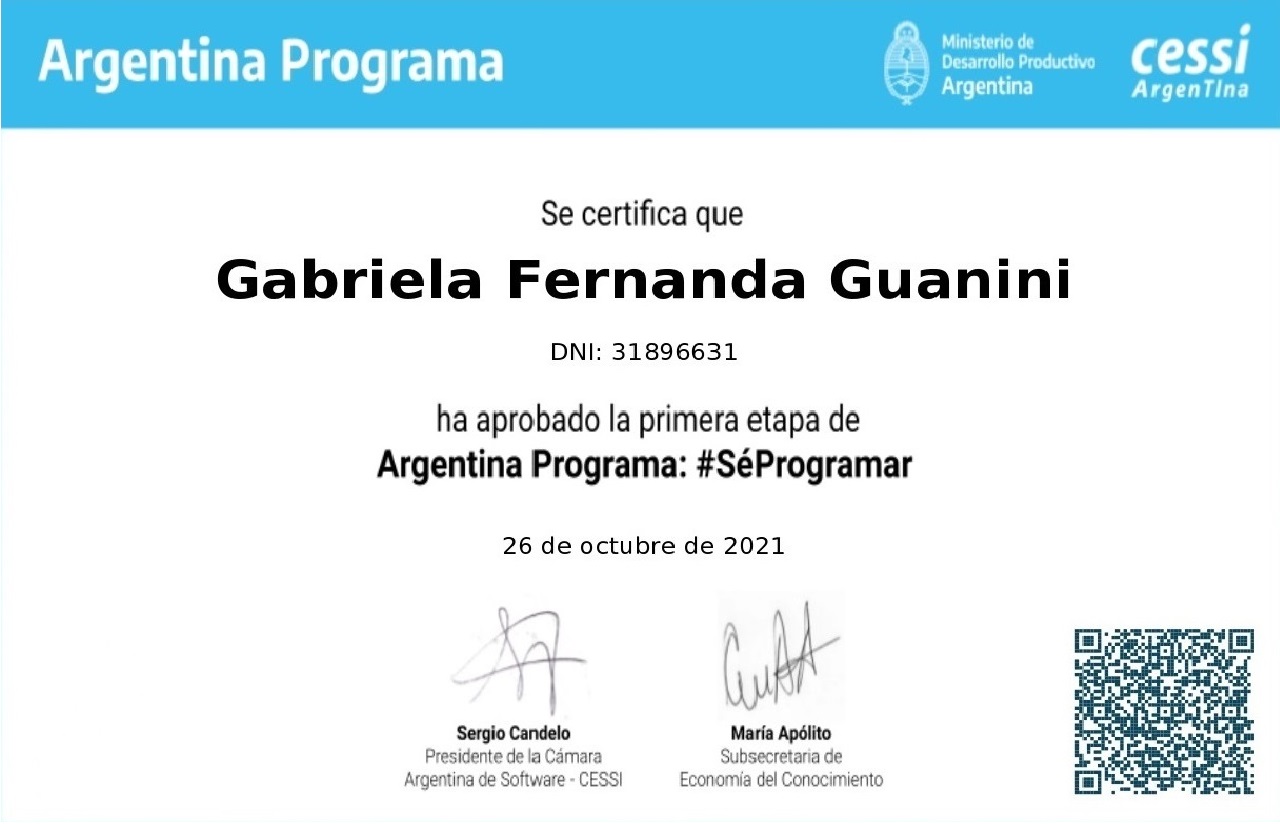 Argentina Programa
Ministerio de
Desarrollo Productivo
Argentina
cessi
ArgenTIna
Se certifica que
Gabriela Fernanda Guanini
DNI: 31896631
ha aprobado la primera etapa de
Argentina Programa: #SéProgramar
26 de octubre de 2021
Sergio Candelo
Presidente de la Cámara
Argentina de Software - CESSI
María Apólito
Subsecretaria de
Economía del Conocimiento